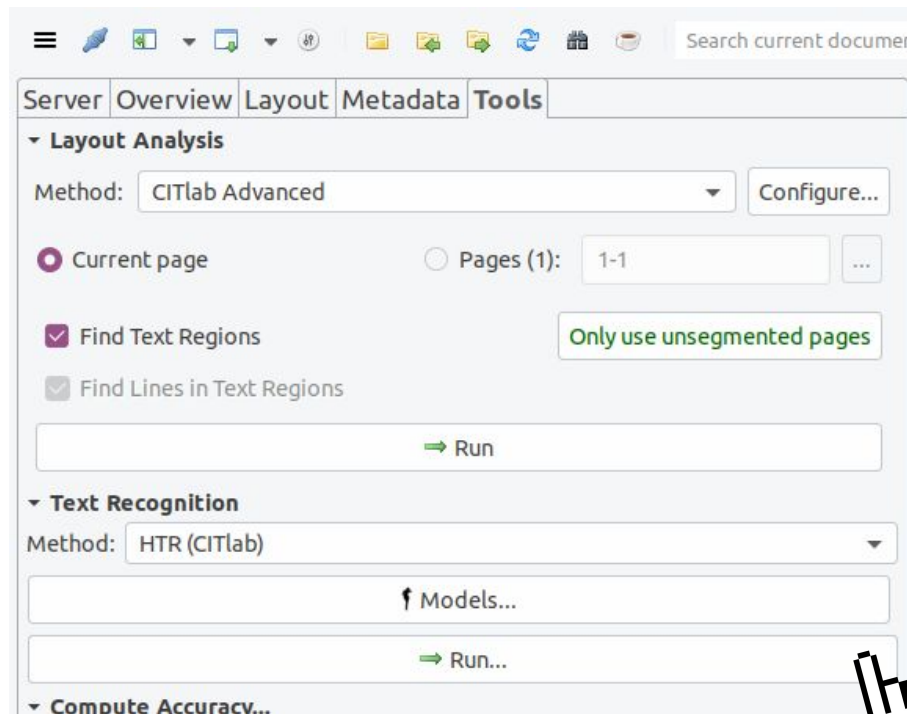 Search current documen
Server Overview Layout Metadata Tools
Layout Analysis
Method: CITlab Advanced Configure...
Current page Pages (1): 1-1 ...
Find Text Regions Only use unsegmented pages
Find Lines in Text Regions
Run
Text Recognition
Method: HTR (CITlab)
Models...
Run...
Compute Accuracy...